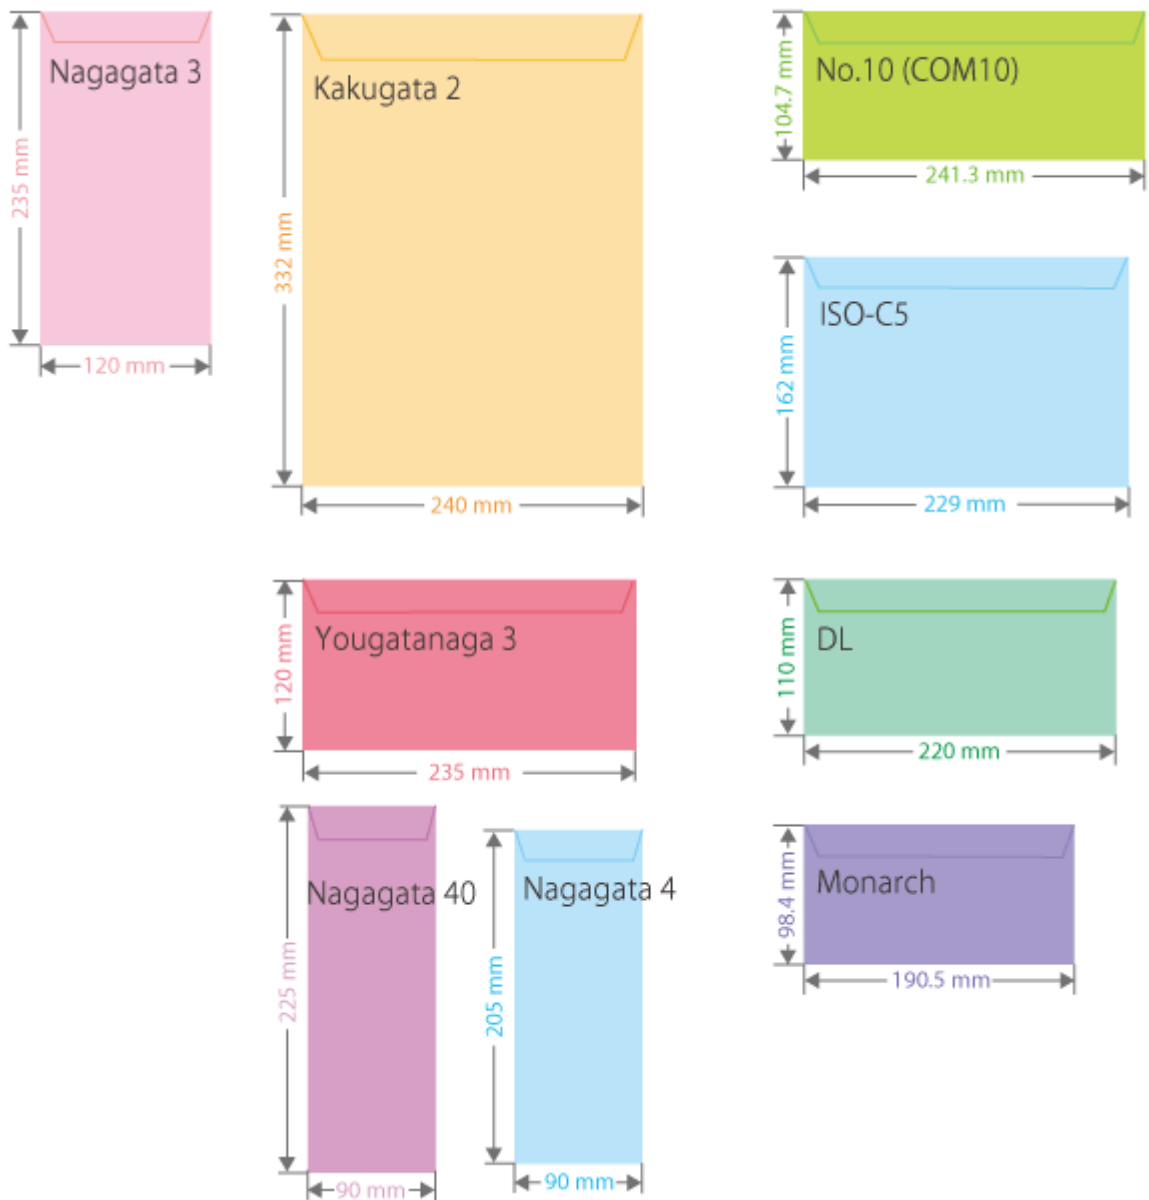 Nagagata 3
235 mm
120 mm
Kakugata 2
332 mm
240 mm
No.10 (COM10)
104.7 mm
241.3 mm
ISO-C5
162 mm
229 mm
Yougatanaga 3
120 mm
235 mm
DL
110 mm
220 mm
Nagagata 40
225 mm
90 mm
Nagagata 4
205 mm
90 mm
Monarch
98.4 mm
190.5 mm